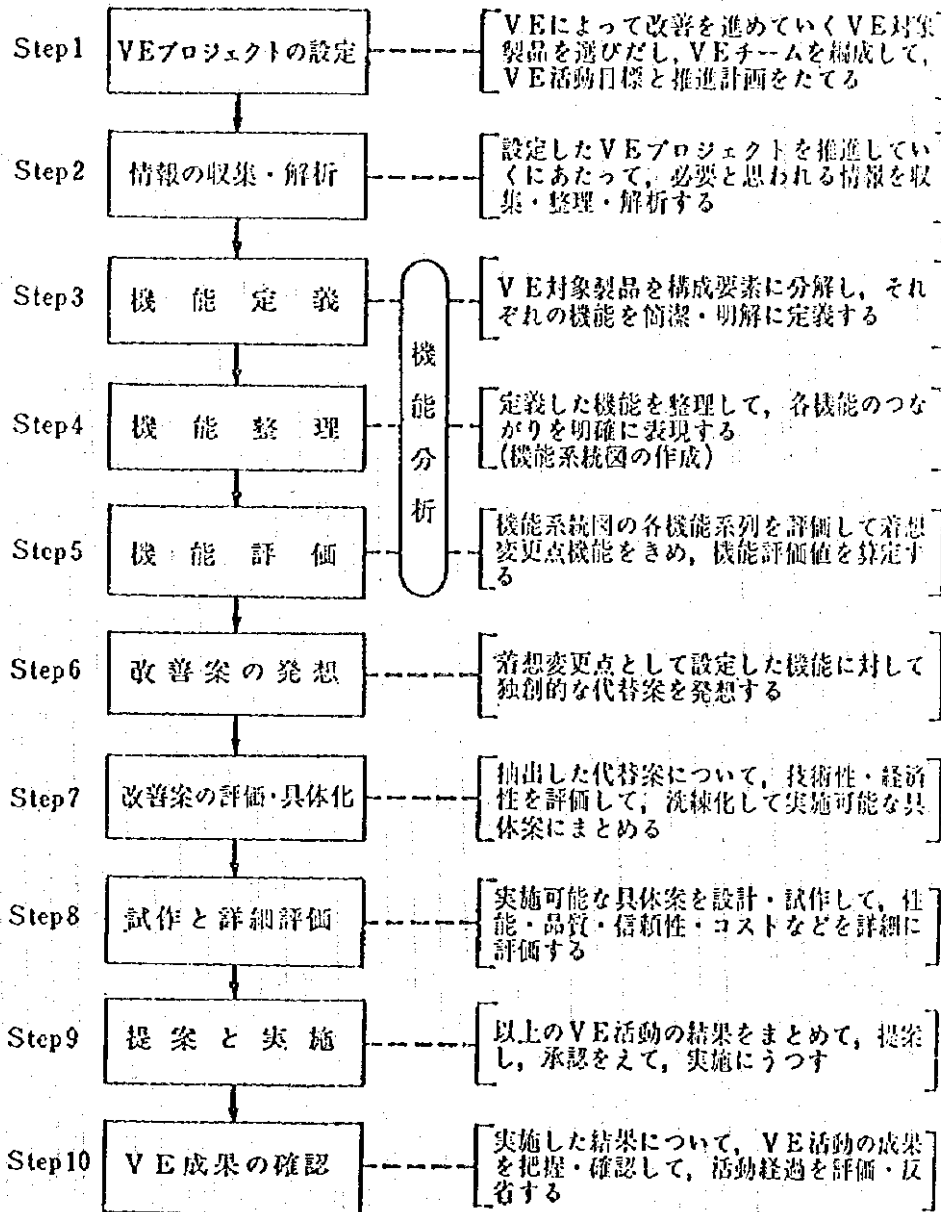 Step1
VEプロジェクトの設定
VEによって改善を進めていくVE対象
製品を選びだし,VEチームを編成して,
VE活動目標と推進計画をたてる
Step2
情報の収集・解析
設定したVEプロジェクトを推進してい
くにあたって,必要と思われる情報を収
集・整理・解析する
Step3
機能定義
VE対象製品を構成要素に分解し,それ
ぞれの機能を簡潔・明解に定義する
機能分析
Step4
機能整理
定義した機能を整理して,各機能のつな
がりを明確に表現する
(機能系統図の作成)
Step5
機能評価
機能系統図の各機能系列を評価して着想
変更点機能をきめ,機能評価値を算定す
る
Step6
改善案の発想
着想変更点として設定した機能に対して
独創的な代替案を発想する
Step7
改善案の評価・具体化
抽出した代替案について,技術性・経済
性を評価して,洗練化して実施可能な具
体案にまとめる
Step8
試作と詳細評価
実施可能な具体案を設計・試作して,性
能・品質・信頼性・コストなどを詳細に
評価する
Step9
提案と実施
以上のVE活動の結果をまとめて,提案
し,承認をえて,実施にうつす
Step10
VE成果の確認
実施した結果について,VE活動の成果
を把握・確認して,活動経過を評価・反
省する